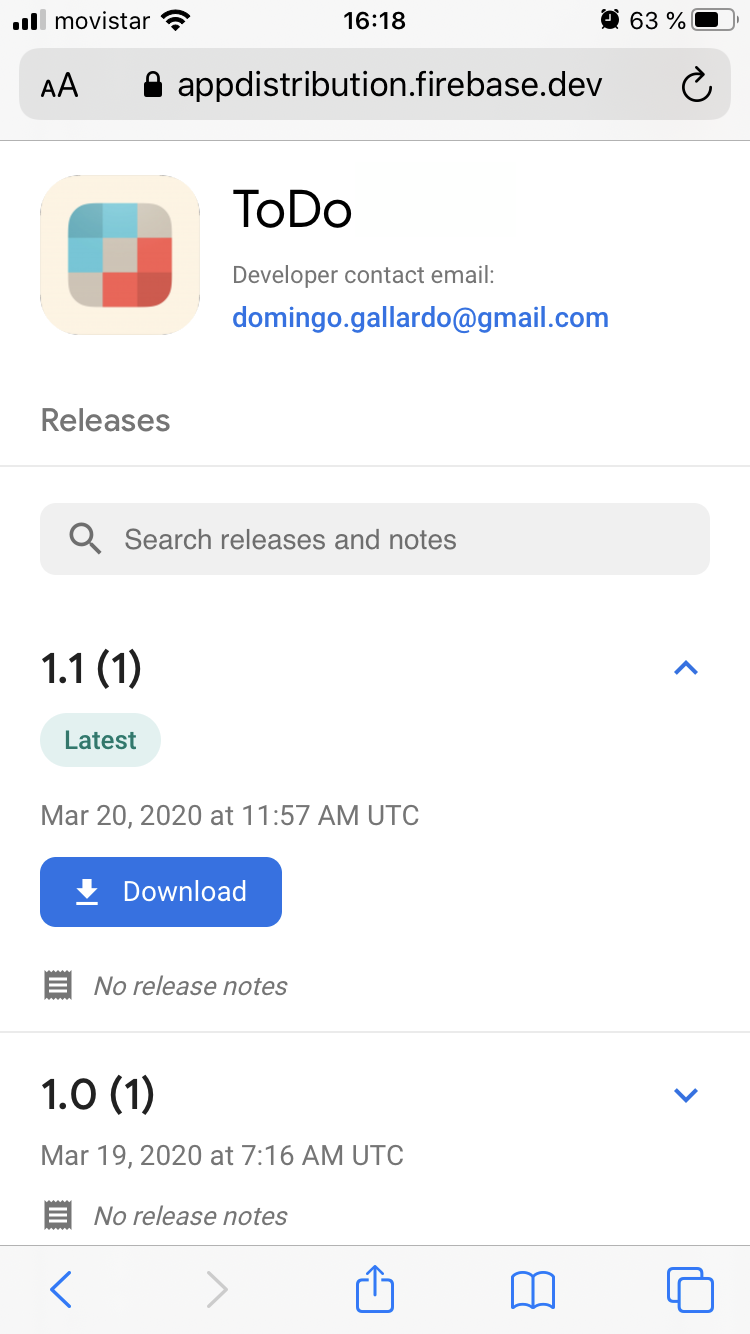 movistar 16:18 63 %
AA appdistribution.firebase.dev
ToDo
Developer contact email:
domingo.gallardo@gmail.com
Releases
Search releases and notes
1.1 (1)
Latest
Mar 20, 2020 at 11:57 AM UTC
Download
No release notes
1.0 (1)
Mar 19, 2020 at 7:16 AM UTC
No release notes